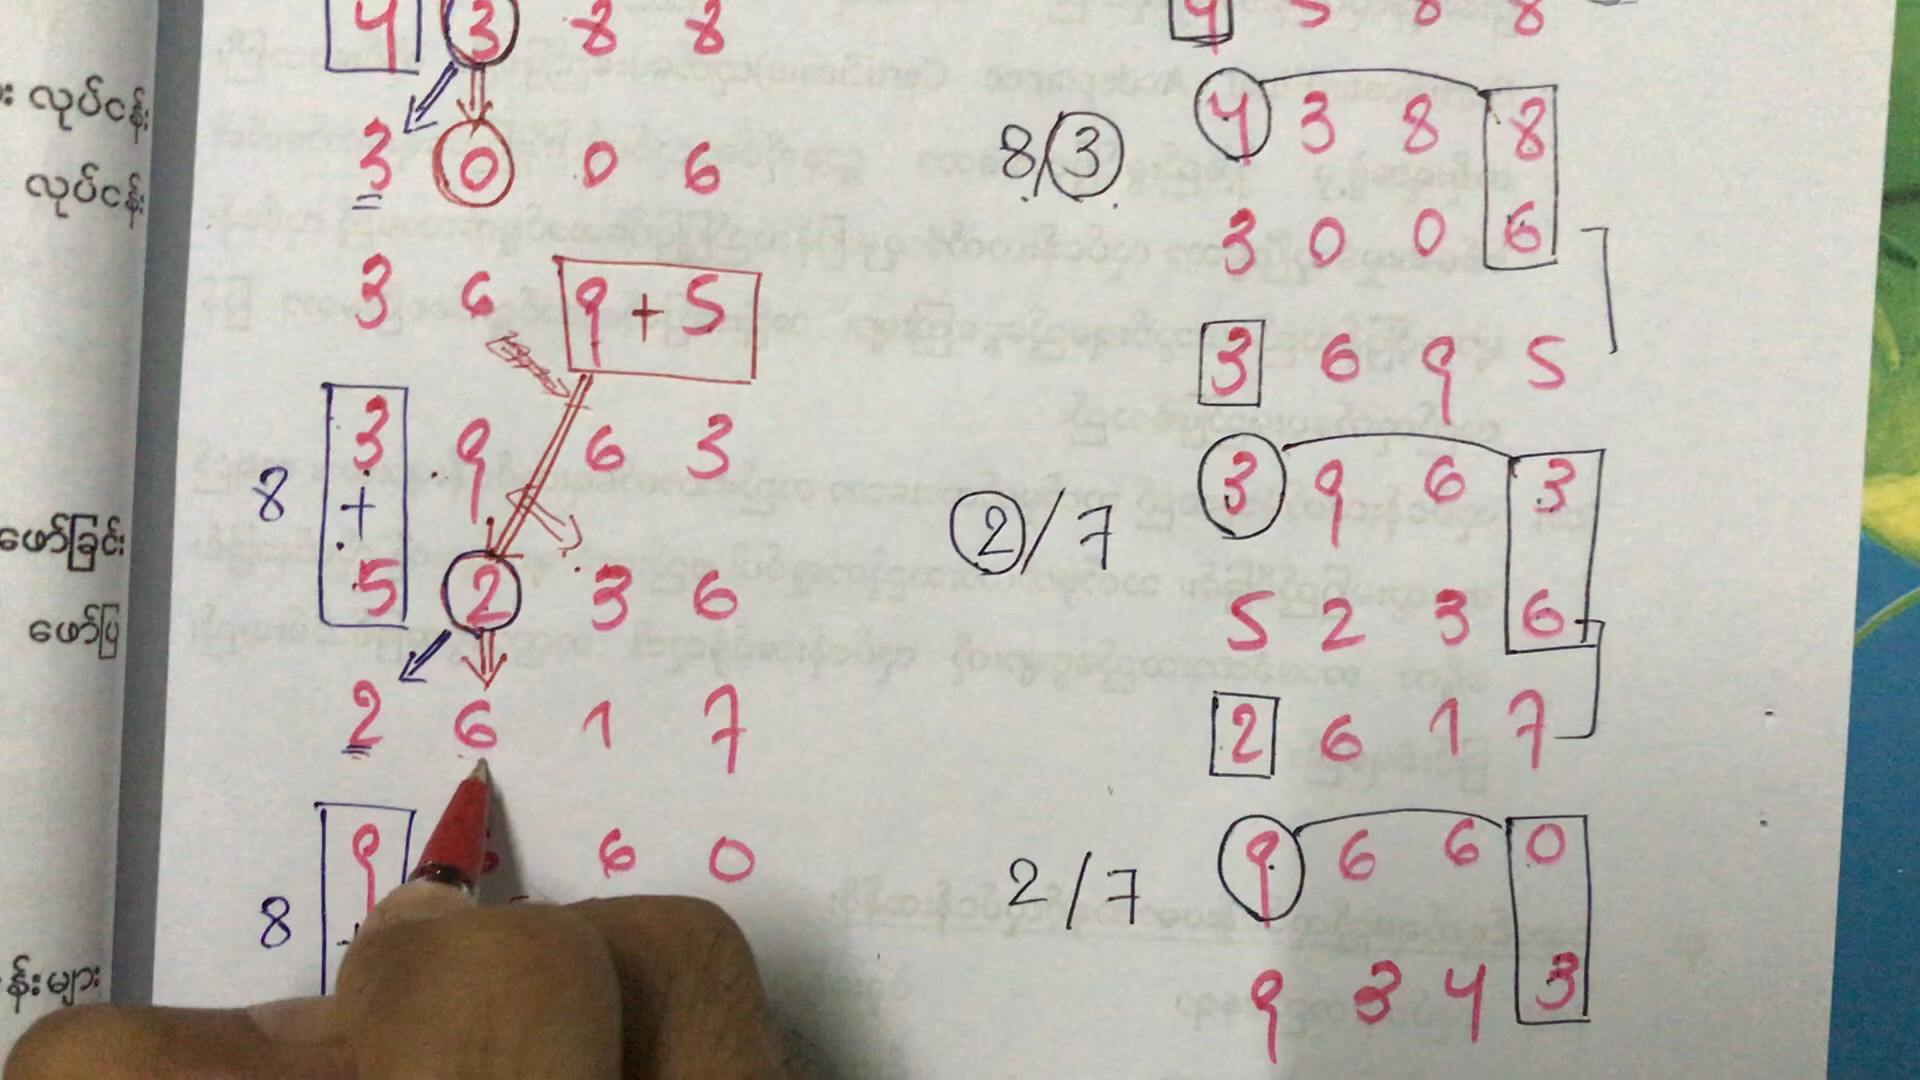 း လုပ်ငန်း
လုပ်ငန်း
ဖော်ခြင်း
ဖော်ပြ
န်းများ
4 3 8 8
3 0 0 6
3 6 9 + 5
3 9 6 3
8 +
5 2 3 6
2 6 1 7
9 6 0
8
9 5 8 8
4 3 8 8
8/3
3 0 0 6
3 6 9 5
3 9 6 3
2/7
5 2 3 6
2 6 1 7
9 6 6 0
2/7
9 3 4 3